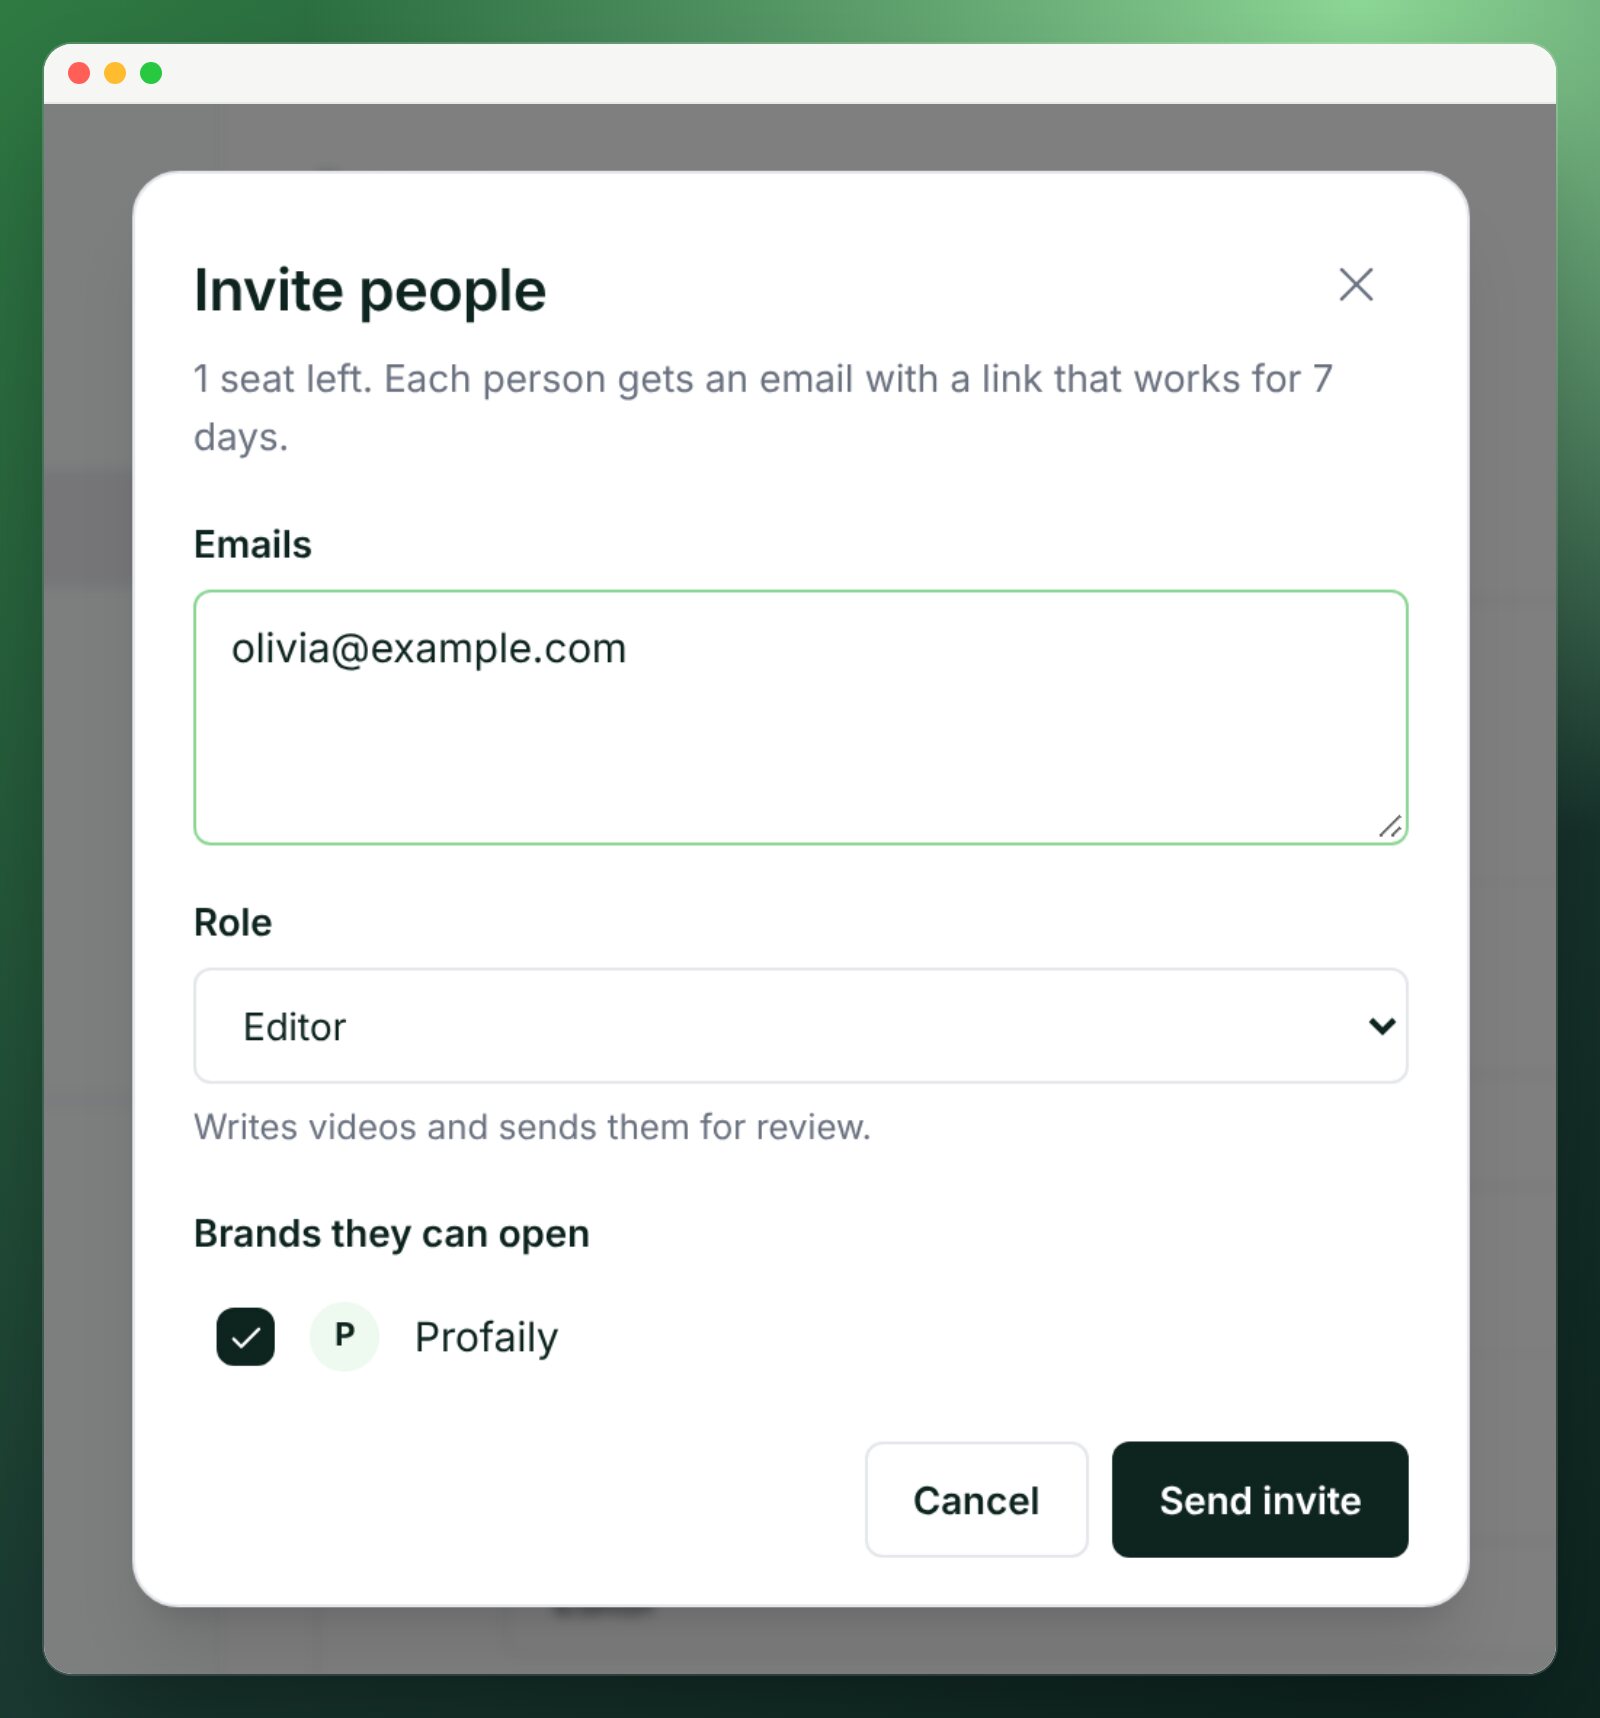 Invite people
1 seat left. Each person gets an email with a link that works for 7
days.
Emails
olivia@example.com
Role
Editor
Writes videos and sends them for review.
Brands they can open
P Profaily
Cancel Send invite